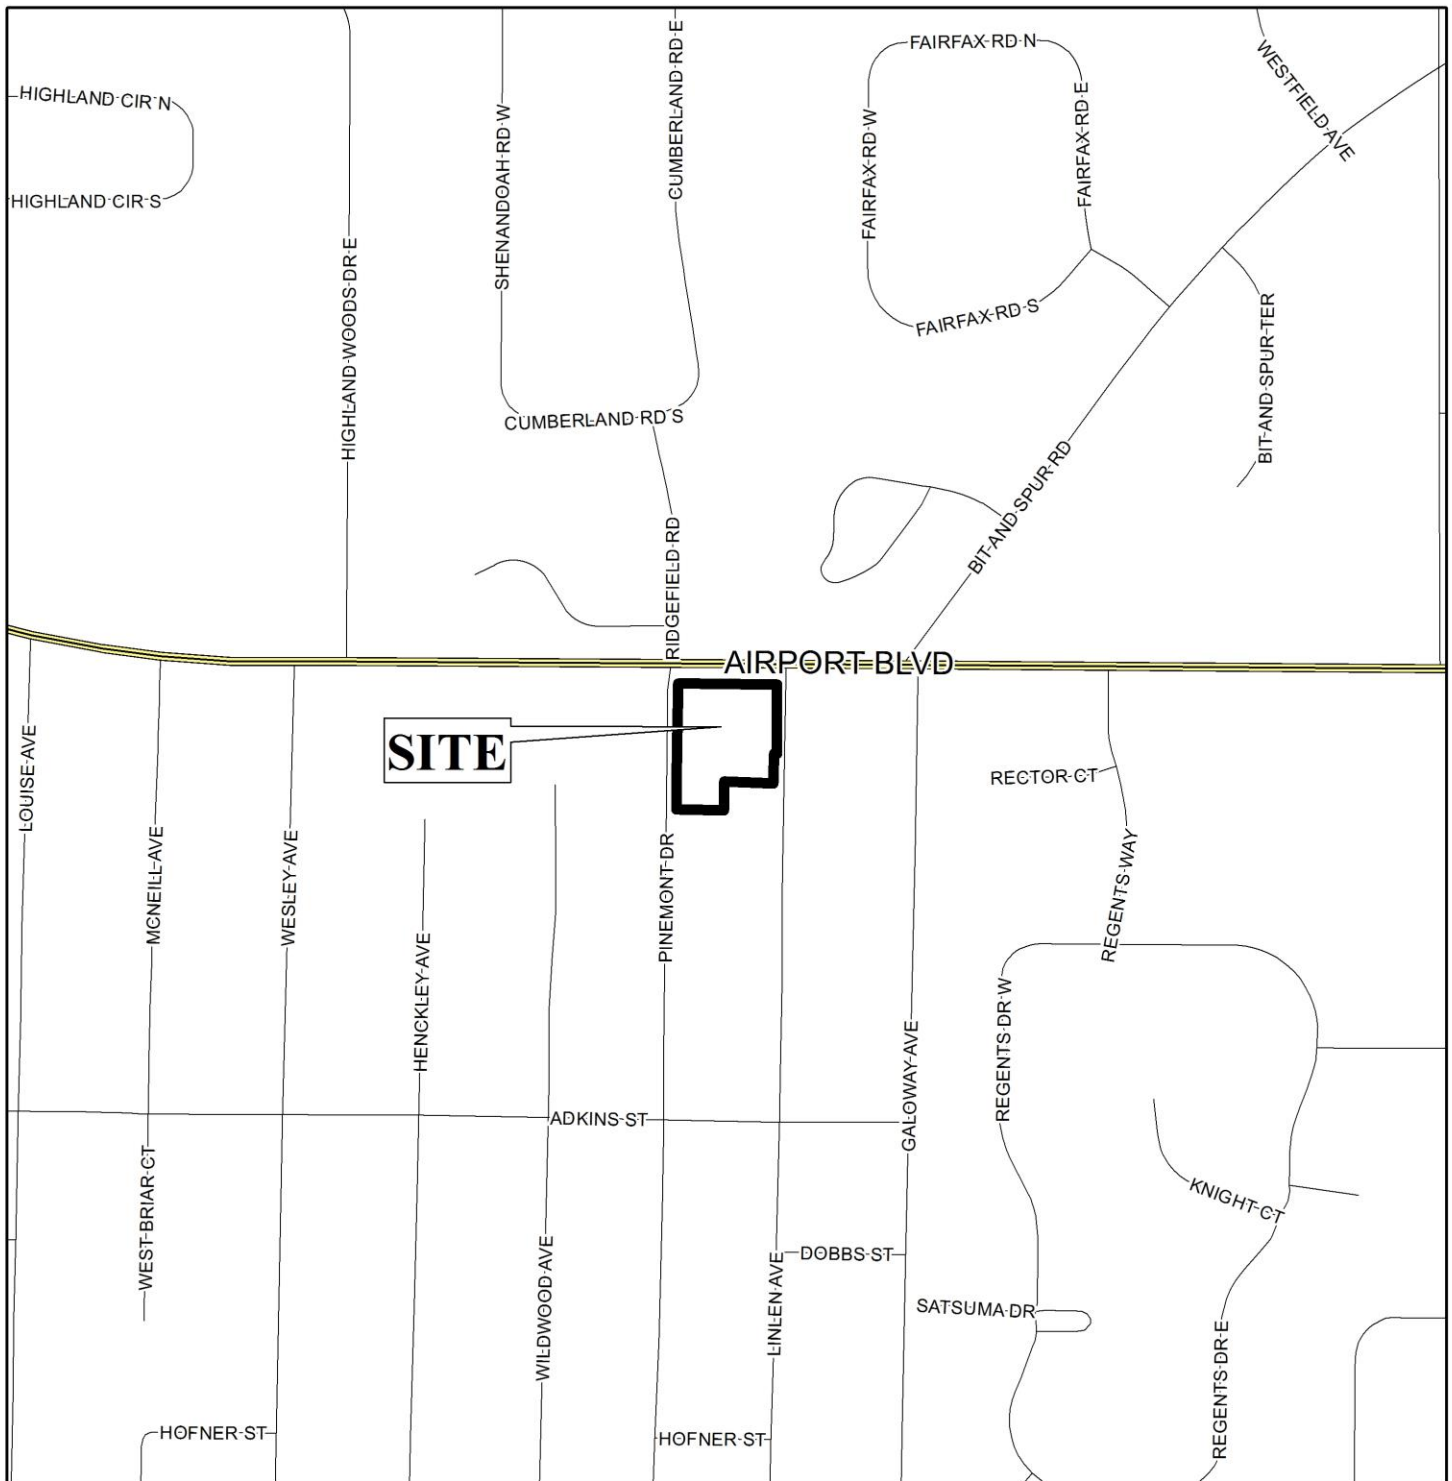 FAIRFAX RD N
CUMBERLAND RD E
WESTFIELD AVE
HIGHLAND CIR N
SHENANDOAH RD W
FAIRFAX RD W
FAIRFAX RD E
HIGHLAND CIR S
HIGHLAND WOODS DR E
FAIRFAX RD S
BIT AND SPUR TER
CUMBERLAND RD S
BIT AND SPUR RD
RIDGEFIELD RD
AIRPORT BLVD
SITE
LOUISE AVE
RECTOR CT
MCNEILL AVE
WESLEY AVE
PINEMONT DR
REGENTS WAY
HENCKLEY AVE
REGENTS DR W
GALOWAY AVE
ADKINS ST
WEST BRIAR CT
KNIGHT CT
DOBBS ST
WILDWOOD AVE
LINLEN AVE
SATSUMA DR
REGENTS DR E
HOFNER ST
HOFNER ST